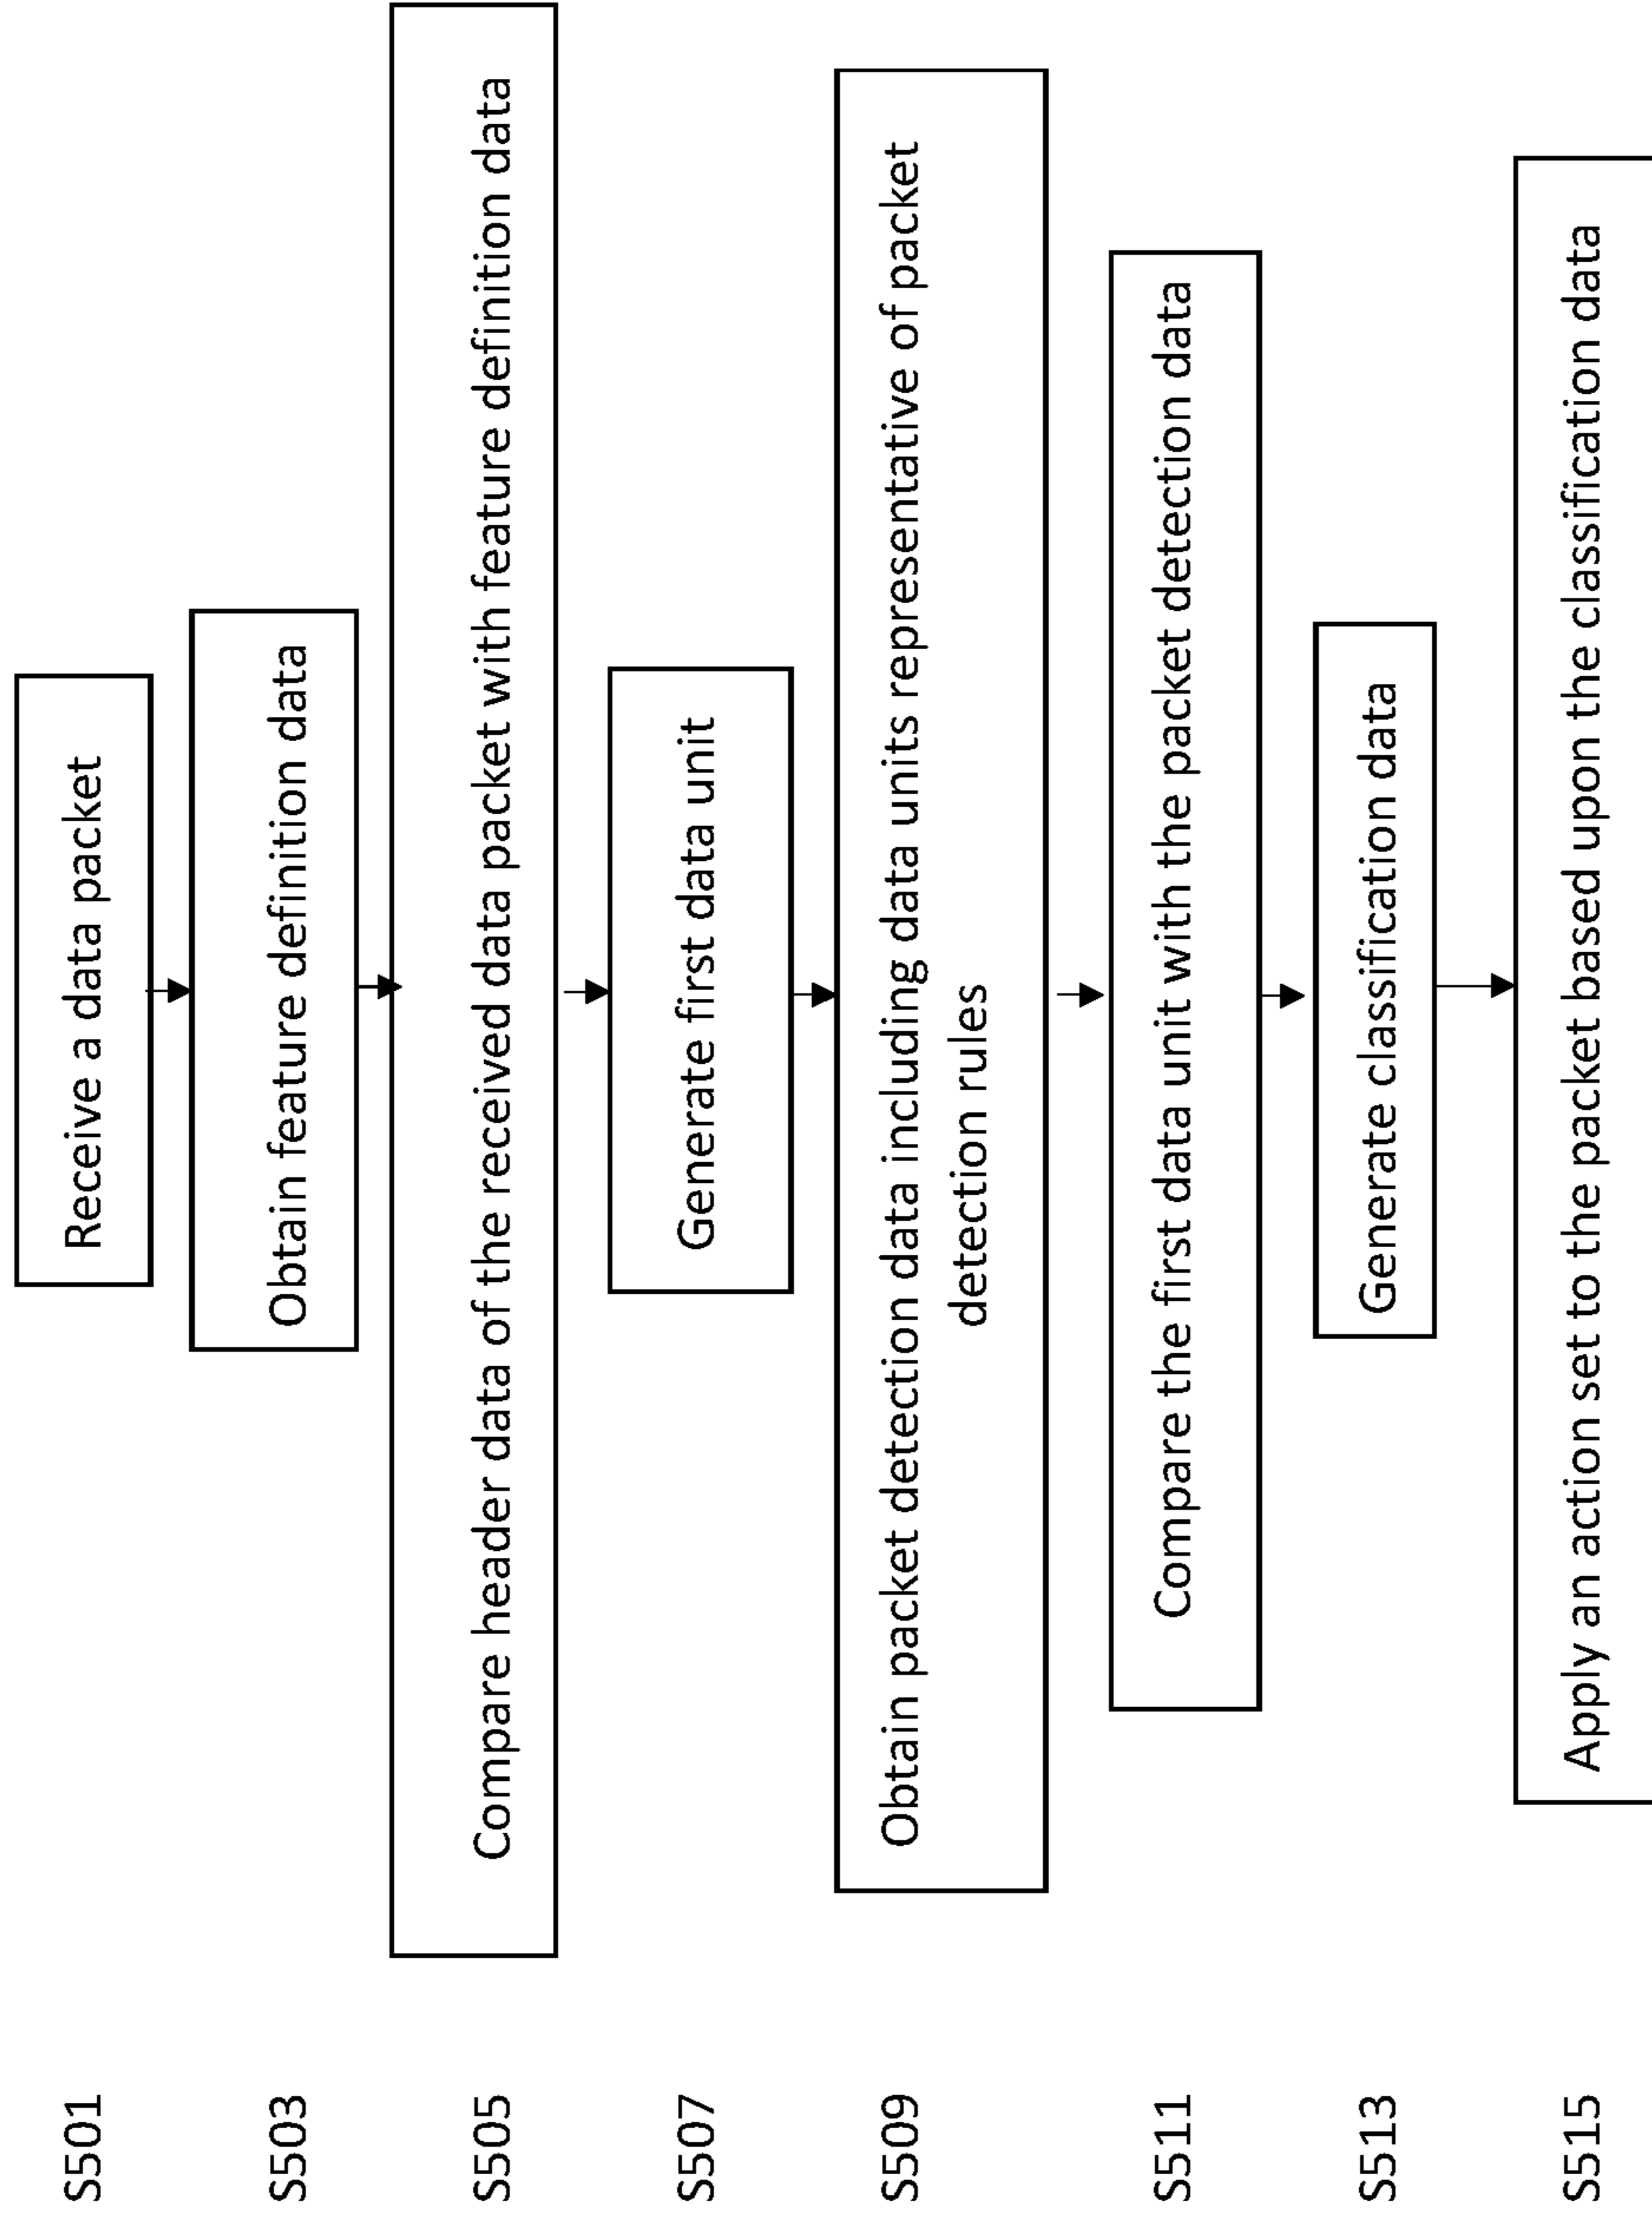 S501
Receive a data packet
S503
Obtain feature definition data
S505
Compare header data of the received data packet with feature definition data
S507
Generate first data unit
S509
Obtain packet detection data including data units representative of packet
detection rules
S511
Compare the first data unit with the packet detection data
S513
Generate classification data
S515
Apply an action set to the packet based upon the classification data